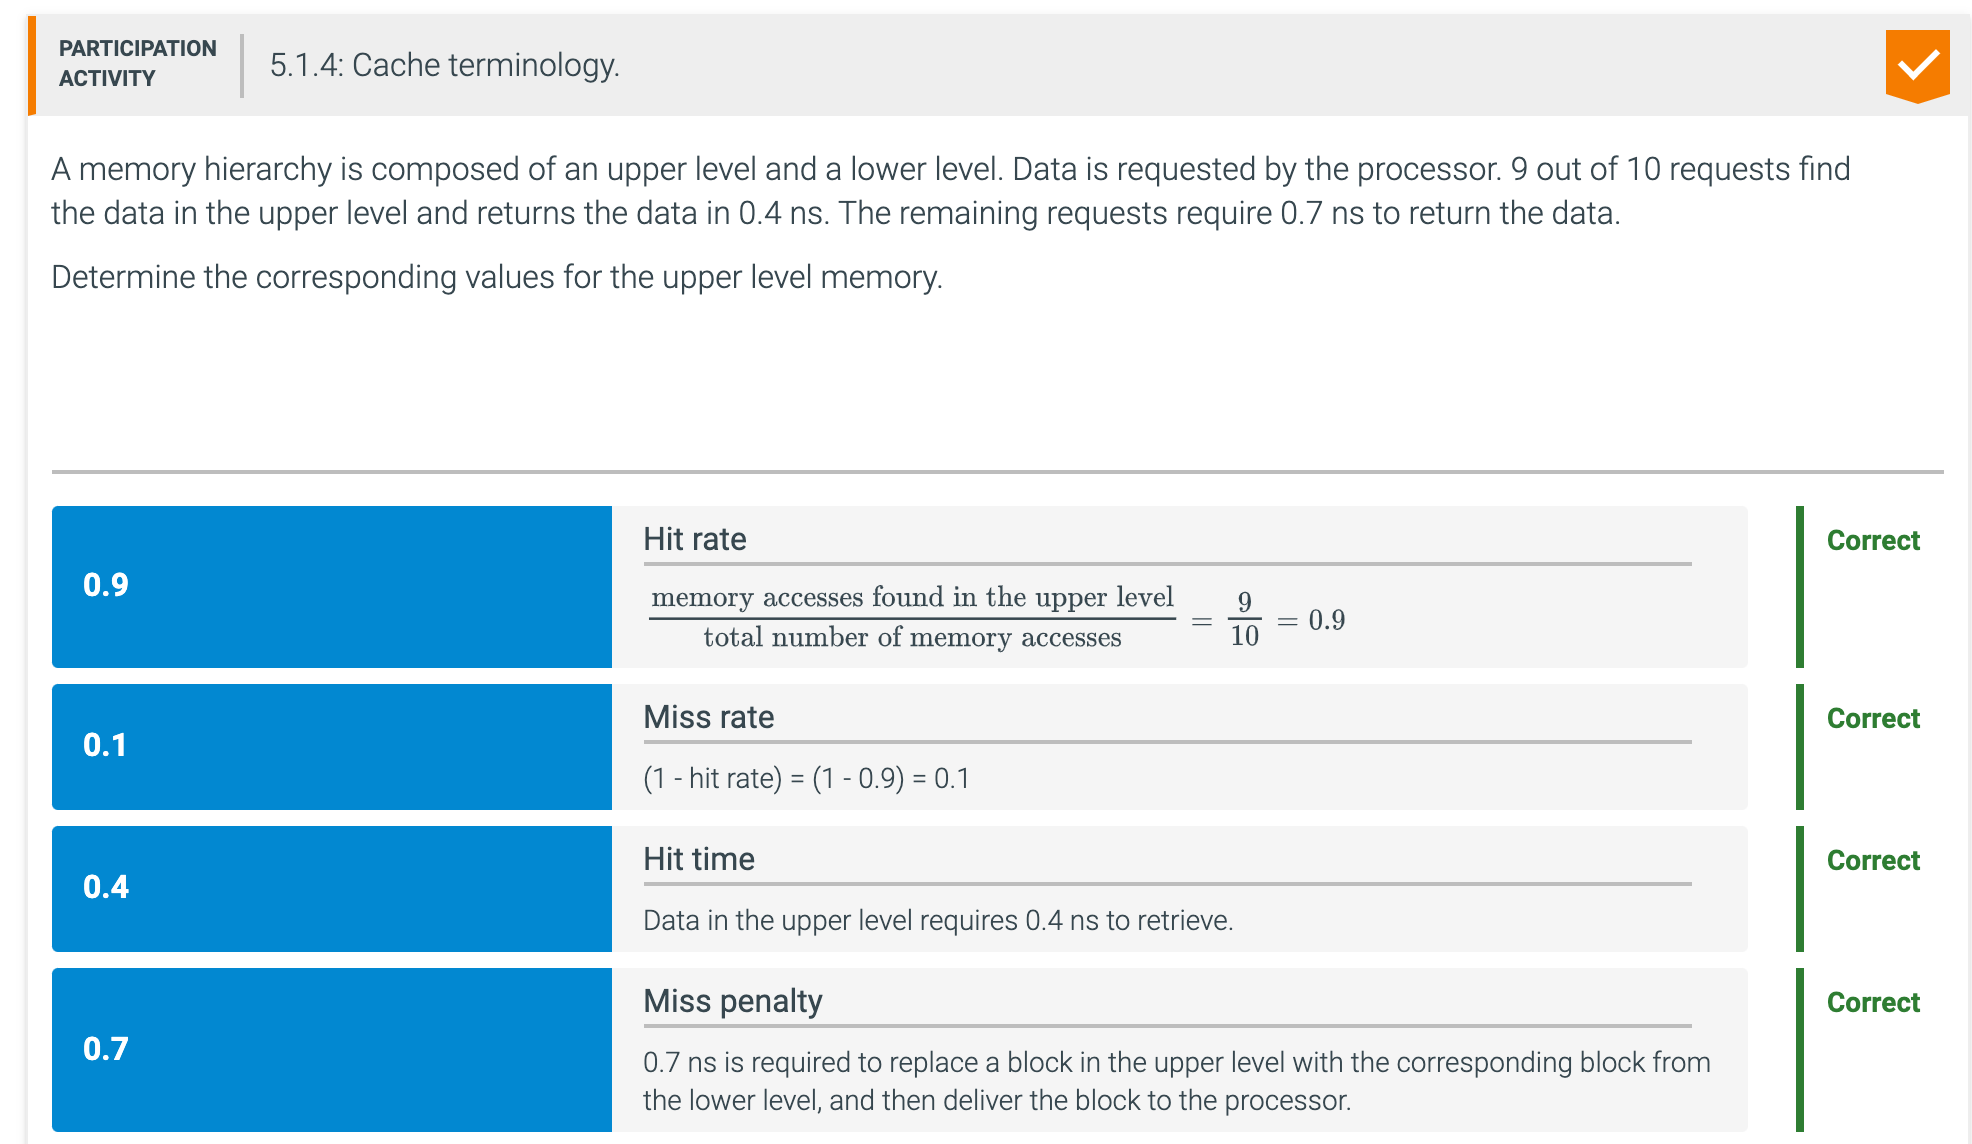 PARTICIPATION
ACTIVITY
5.1.4: Cache terminology.
A memory hierarchy is composed of an upper level and a lower level. Data is requested by the processor. 9 out of 10 requests find
the data in the upper level and returns the data in 0.4 ns. The remaining requests require 0.7 ns to return the data.
Determine the corresponding values for the upper level memory.
0.9
Hit rate
memory accesses found in the upper level / total number of memory accesses = 9/10 = 0.9
Correct
0.1
Miss rate
(1 - hit rate) = (1 - 0.9) = 0.1
Correct
0.4
Hit time
Data in the upper level requires 0.4 ns to retrieve.
Correct
0.7
Miss penalty
0.7 ns is required to replace a block in the upper level with the corresponding block from
the lower level, and then deliver the block to the processor.
Correct